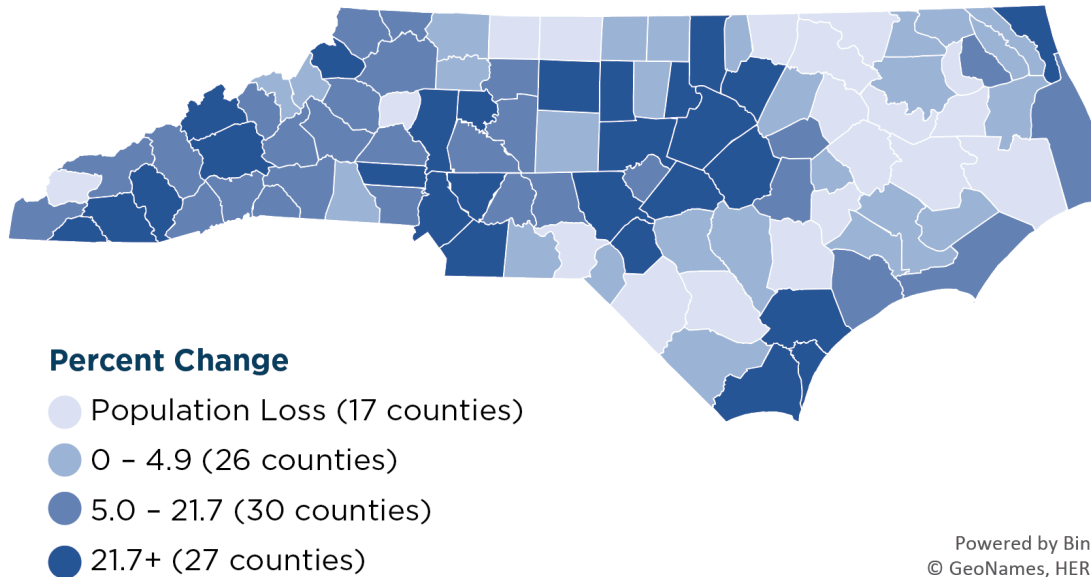 Percent Change
Population Loss (17 counties)
0 – 4.9 (26 counties)
5.0 – 21.7 (30 counties)
21.7+ (27 counties)
Powered by Bin
© GeoNames, HER